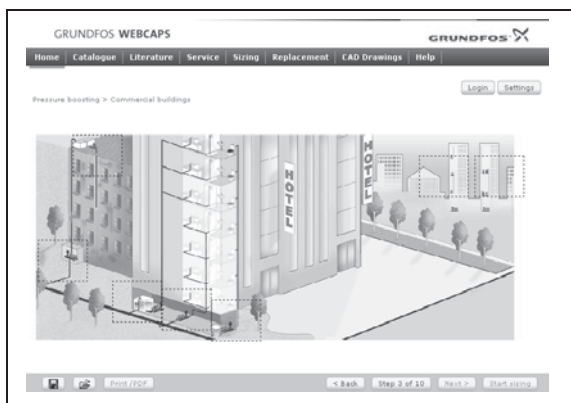 GRUNDFOS WEBCAPS
GRUNDFOS
Home Catalogue Literature Service Sizing Replacement CAD Drawings Help
Login Settings
Pressure boosting > Commercial buildings
HOTEL
HOTEL
Print/PDF < Back Step 3 of 10 Next > Start sizing